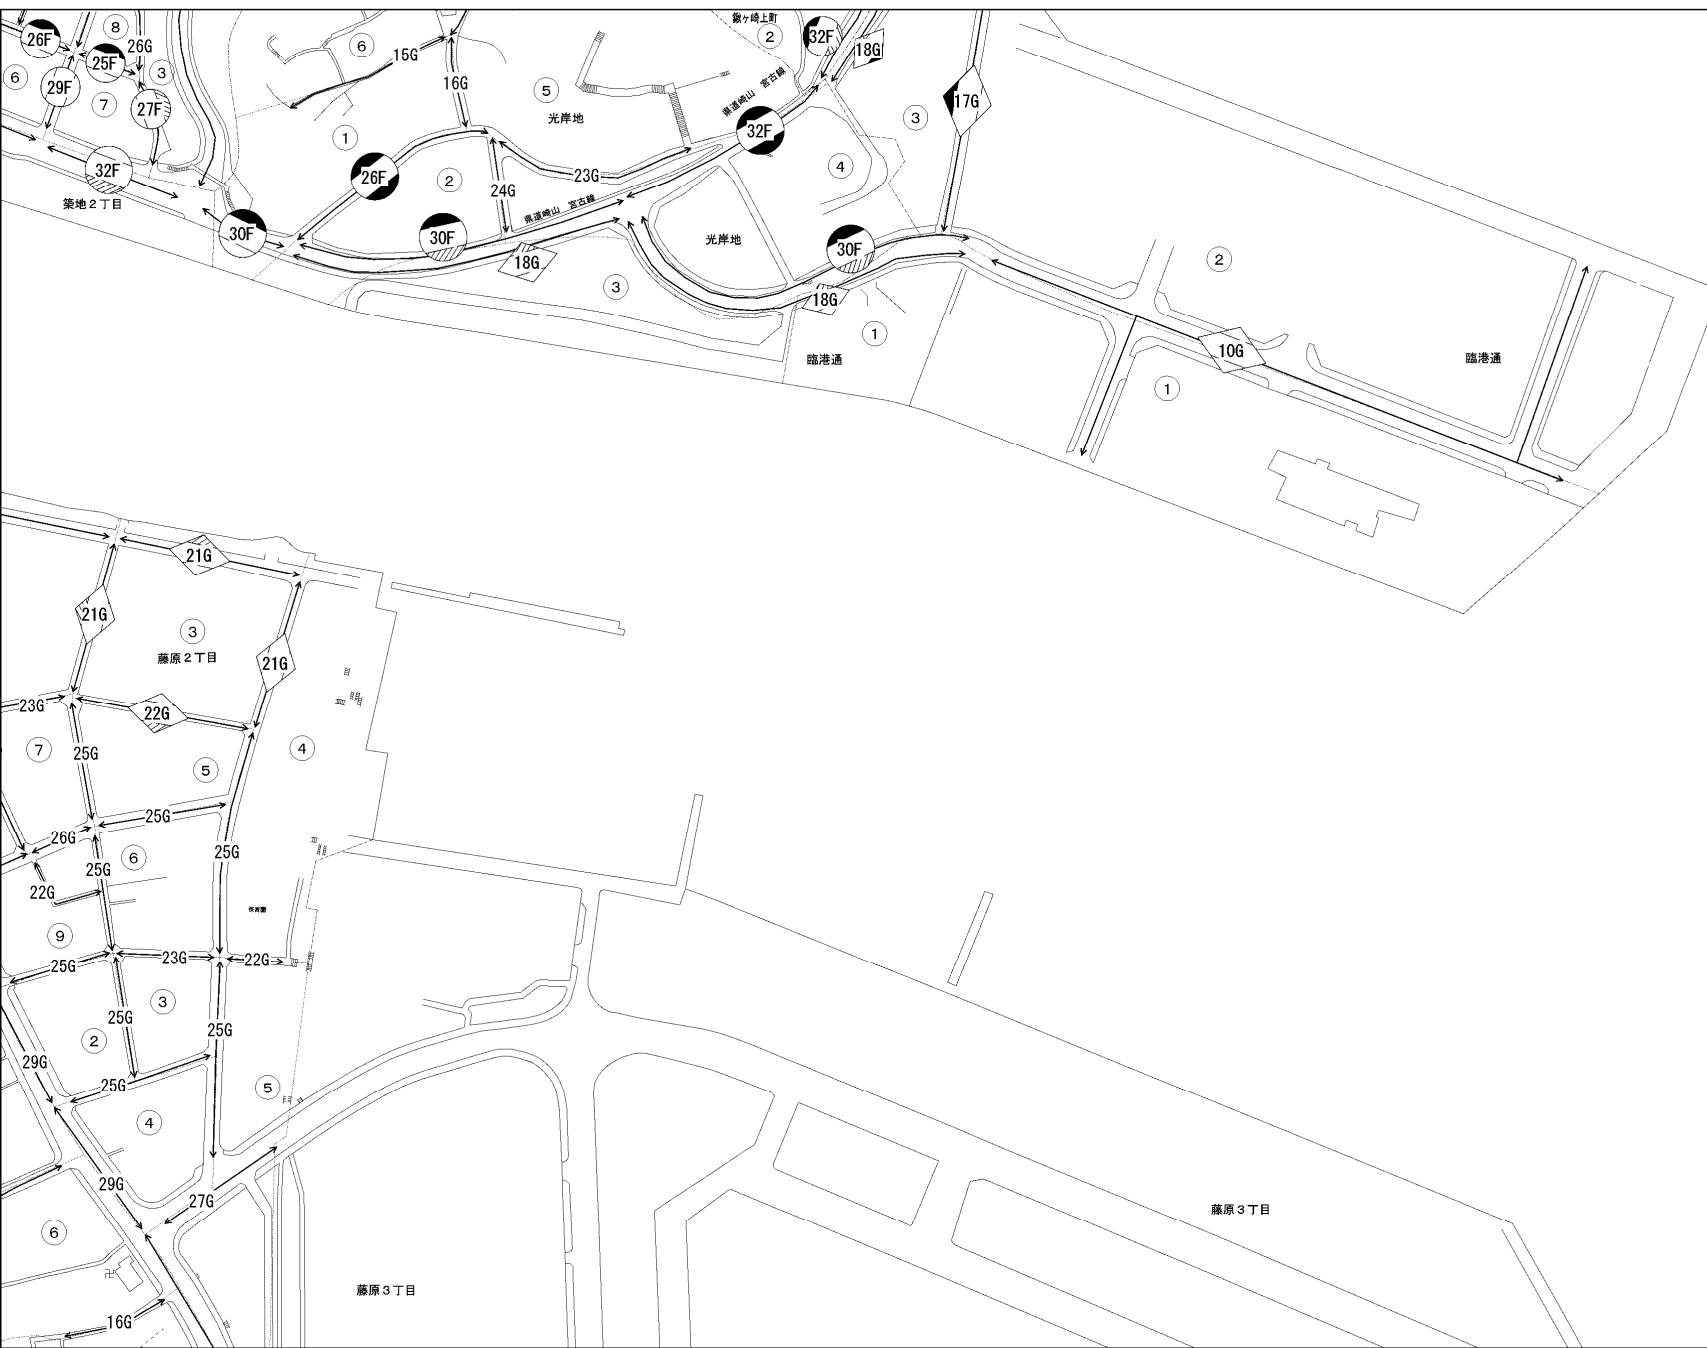 鍬ヶ崎上町
⑧
26F
26G
25F
⑥
③
29F
⑦
27F
⑥
15G
16G
⑤
光岸地
②
32F
18G
県道崎山 宮古線
17G
③
①
32F
32F
26F
②
23G
24G
④
築地2丁目
県道崎山 宮古線
30F
30F
18G
光岸地
30F
②
③
18G
①
臨港通
10G
臨港通
①
21G
21G
③
藤原2丁目
21G
23G
22G
⑦
25G
④
⑤
25G
26G
25G
⑥
25G
22G
保育園
⑨
25G
23G
22G
③
25G
25G
②
29G
25G
⑤
④
29G
27G
⑥
藤原3丁目
藤原3丁目
卍
16G